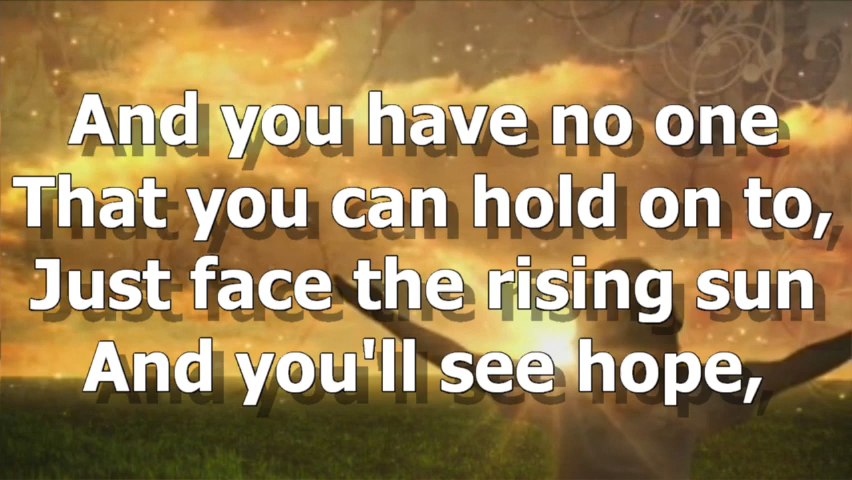 And you have no one
That you can hold on to,
Just face the rising sun
And you'll see hope,